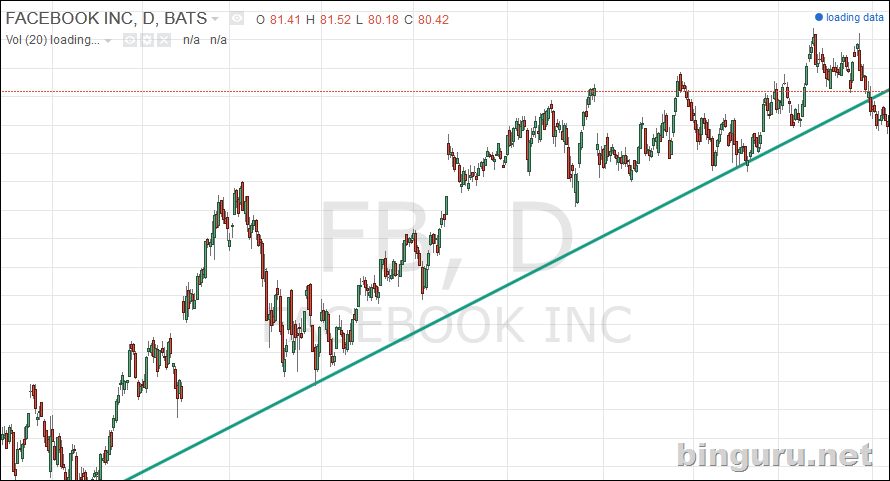 FACEBOOK INC, D, BATS O 81.41 H 81.52 L 80.18 C 80.42
loading data
Vol (20) loading... n/a n/a
FB, D
FACEBOOK INC
binguru.net